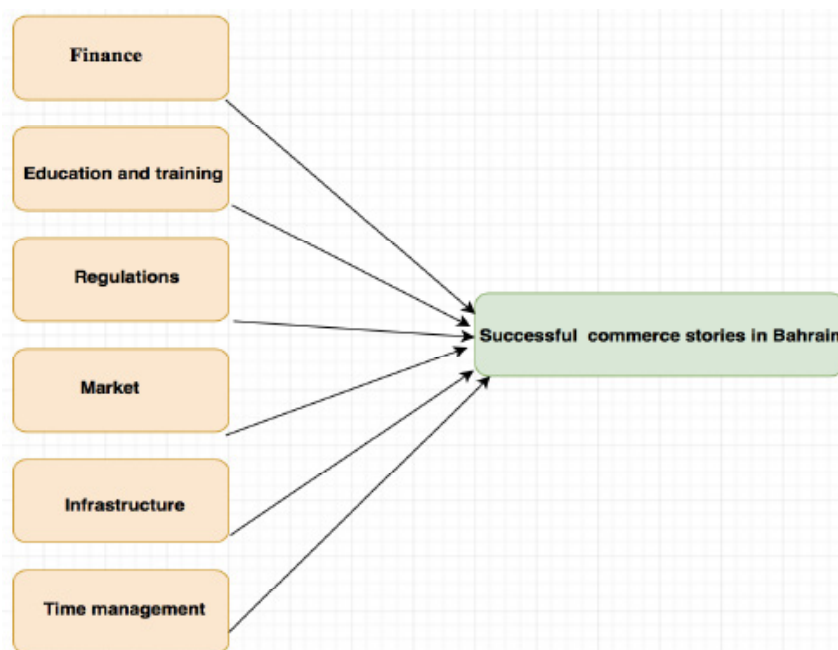 Finance
Education and training
Regulations
Successful commerce stories in Bahrain
Market
Infrastructure
Time management